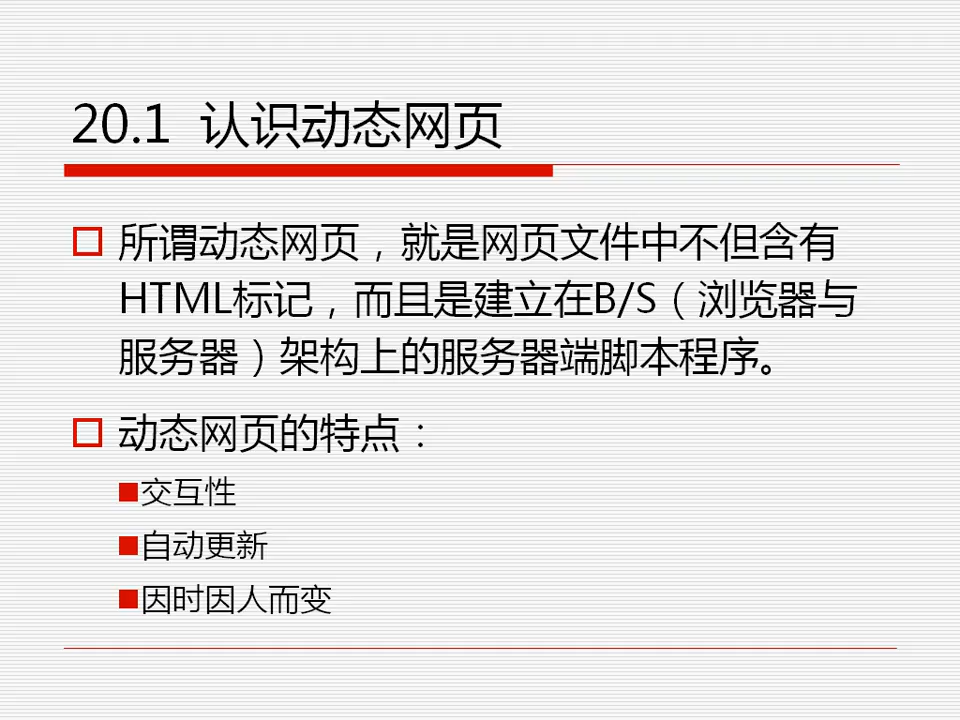 20.1 认识动态网页
所谓动态网页，就是网页文件中不但含有
HTML标记，而且是建立在B/S（浏览器与
服务器）架构上的服务器端脚本程序。
动态网页的特点：
交互性
自动更新
因时因人而变